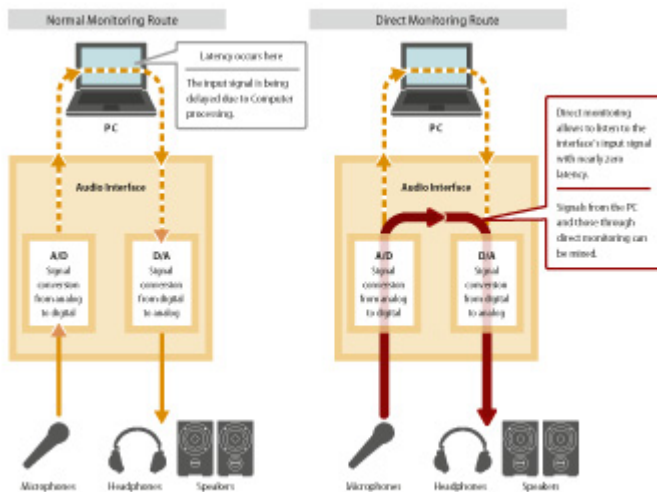 Normal Monitoring Route
Latency occurs here
The input signal is being
delayed due to Computer
processing.
PC
Audio Interface
A/D
Signal
conversion
from analog
to digital
D/A
Signal
conversion
from digital
to analog
Microphones
Headphones
Speakers
Direct Monitoring Route
PC
Direct monitoring
allows to listen to the
interface's input signal
with nearly zero
latency.
Signals from the PC
and those through
direct monitoring can
be mixed.
Audio Interface
A/D
Signal
conversion
from analog
to digital
D/A
Signal
conversion
from digital
to analog
Microphones
Headphones
Speakers